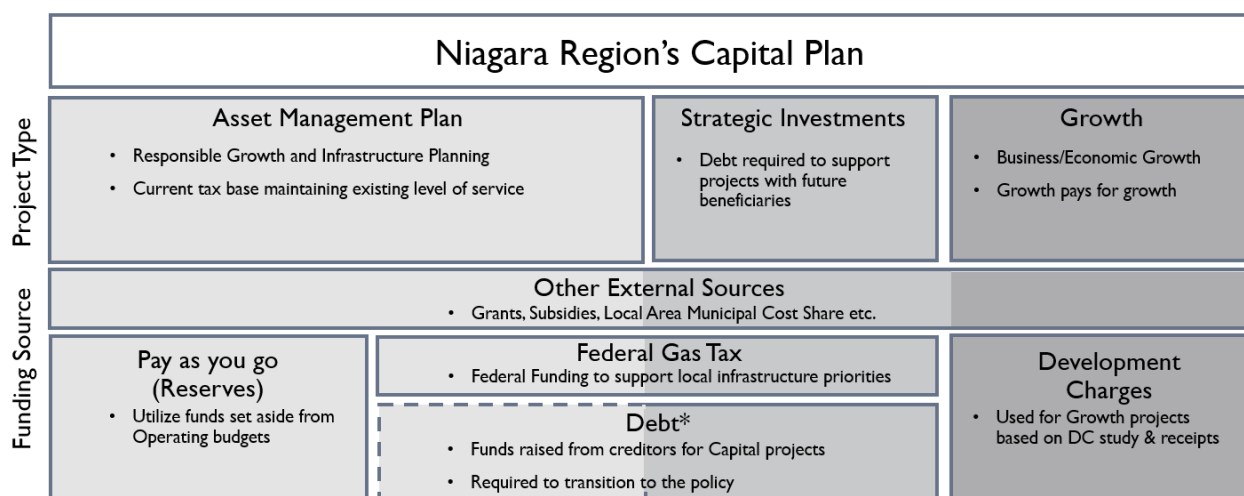 Niagara Region's Capital Plan
Project Type
Asset Management Plan
• Responsible Growth and Infrastructure Planning
• Current tax base maintaining existing level of service
Strategic Investments
• Debt required to support
projects with future
beneficiaries
Growth
• Business/Economic Growth
• Growth pays for growth
Funding Source
Other External Sources
• Grants, Subsidies, Local Area Municipal Cost Share etc.
Pay as you go
(Reserves)
• Utilize funds set aside from
Operating budgets
Federal Gas Tax
• Federal Funding to support local infrastructure priorities
Debt*
• Funds raised from creditors for Capital projects
• Required to transition to the policy
Development
Charges
• Used for Growth projects
based on DC study & receipts